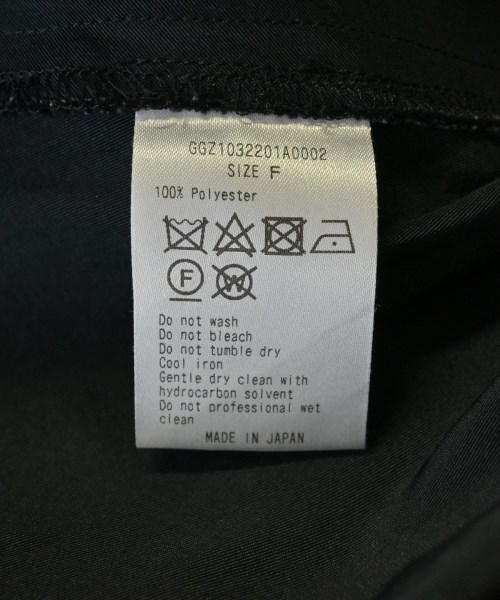 GGZ1032201A0002
SIZE F
100% Polyester
F W
Do not wash
Do not bleach
Do not tumble dry
Cool iron
Gentle dry clean with
hydrocarbon solvent
Do not professional wet
clean
MADE IN JAPAN